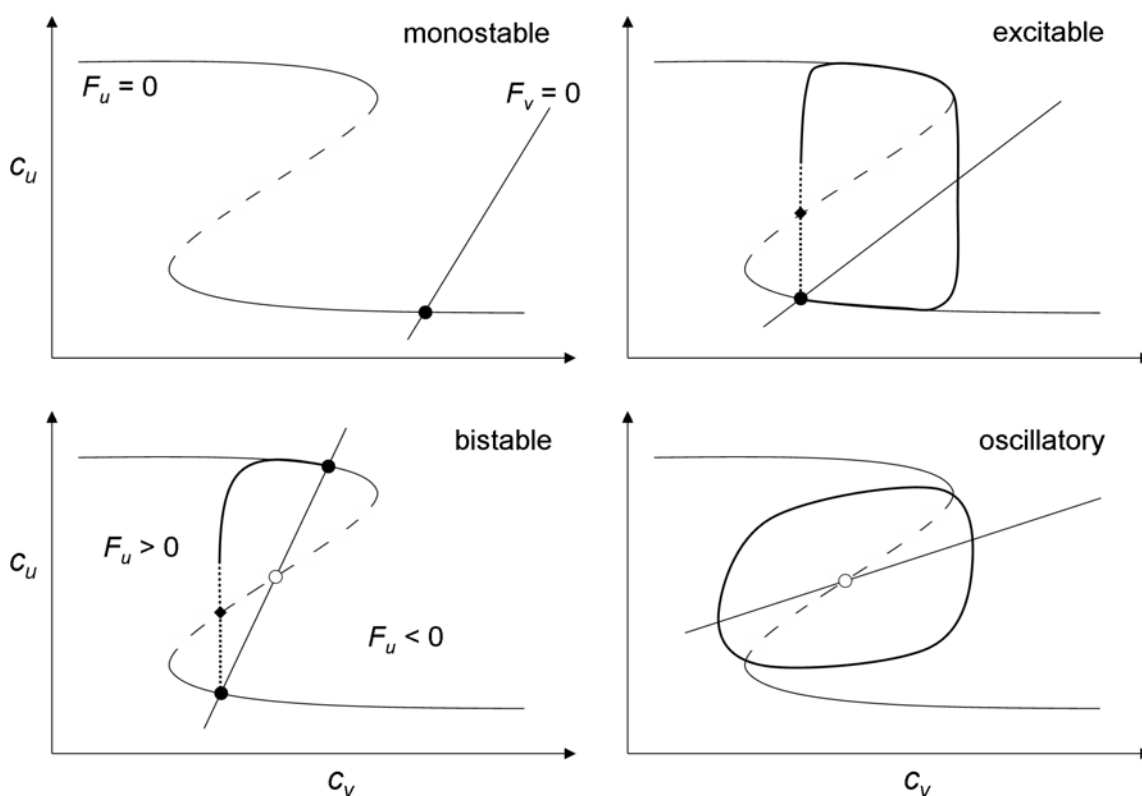 monostable
excitable
F_u = 0
F_v = 0
c_u
bistable
oscillatory
F_u > 0
c_u
F_u < 0
c_v
c_v